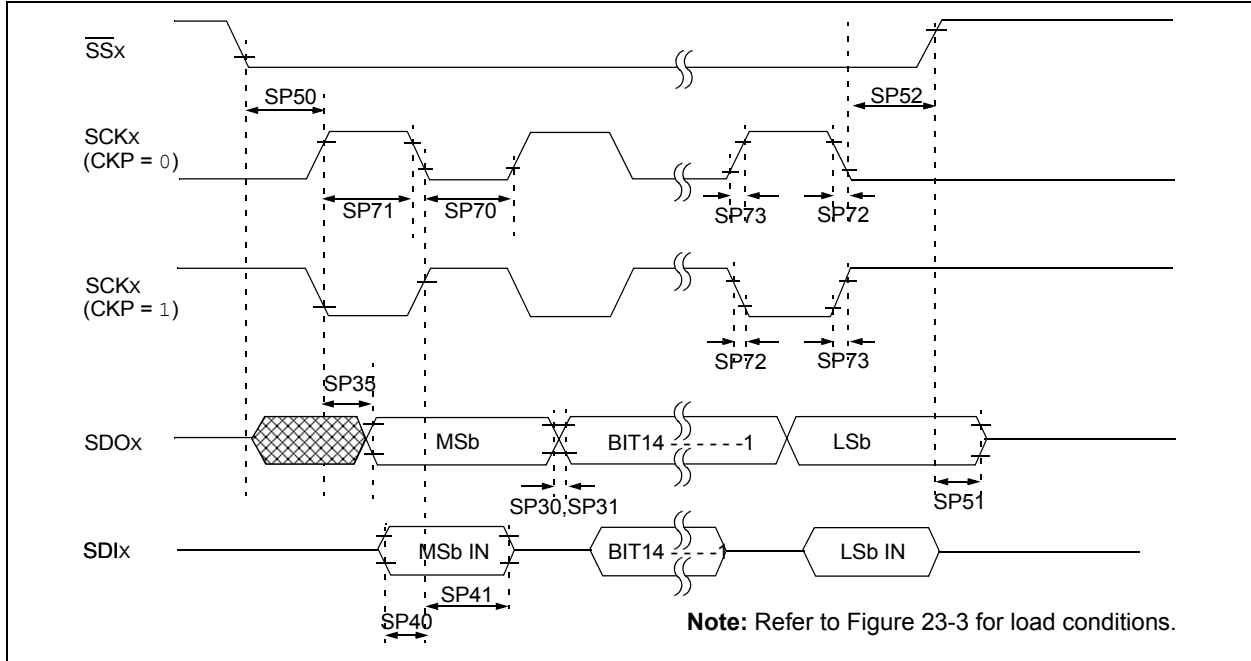 SSX
SP50
SP52
SCKX
(CKP = 0)
SP71
SP70
SP73
SP72
SCKX
(CKP = 1)
SP72
SP73
SP35
SDOX
MSb
BIT14 - - - - - -1
LSb
SP30,SP31
SP51
SDIX
MSb IN
BIT14 - - - -1
LSb IN
SP41
SP40
Note: Refer to Figure 23-3 for load conditions.